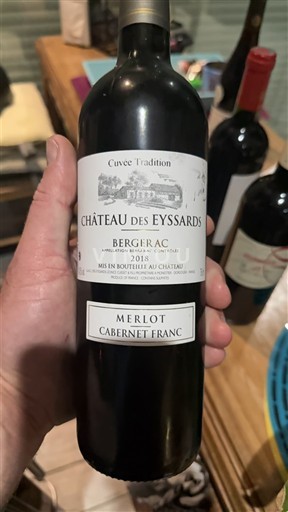 Cuvée Tradition
CHÂTEAU DES EYSSARDS
BERGERAC
2018
MIS EN BOUTEILLE AU CHÂTEAU
MERLOT
CABERNET FRANC